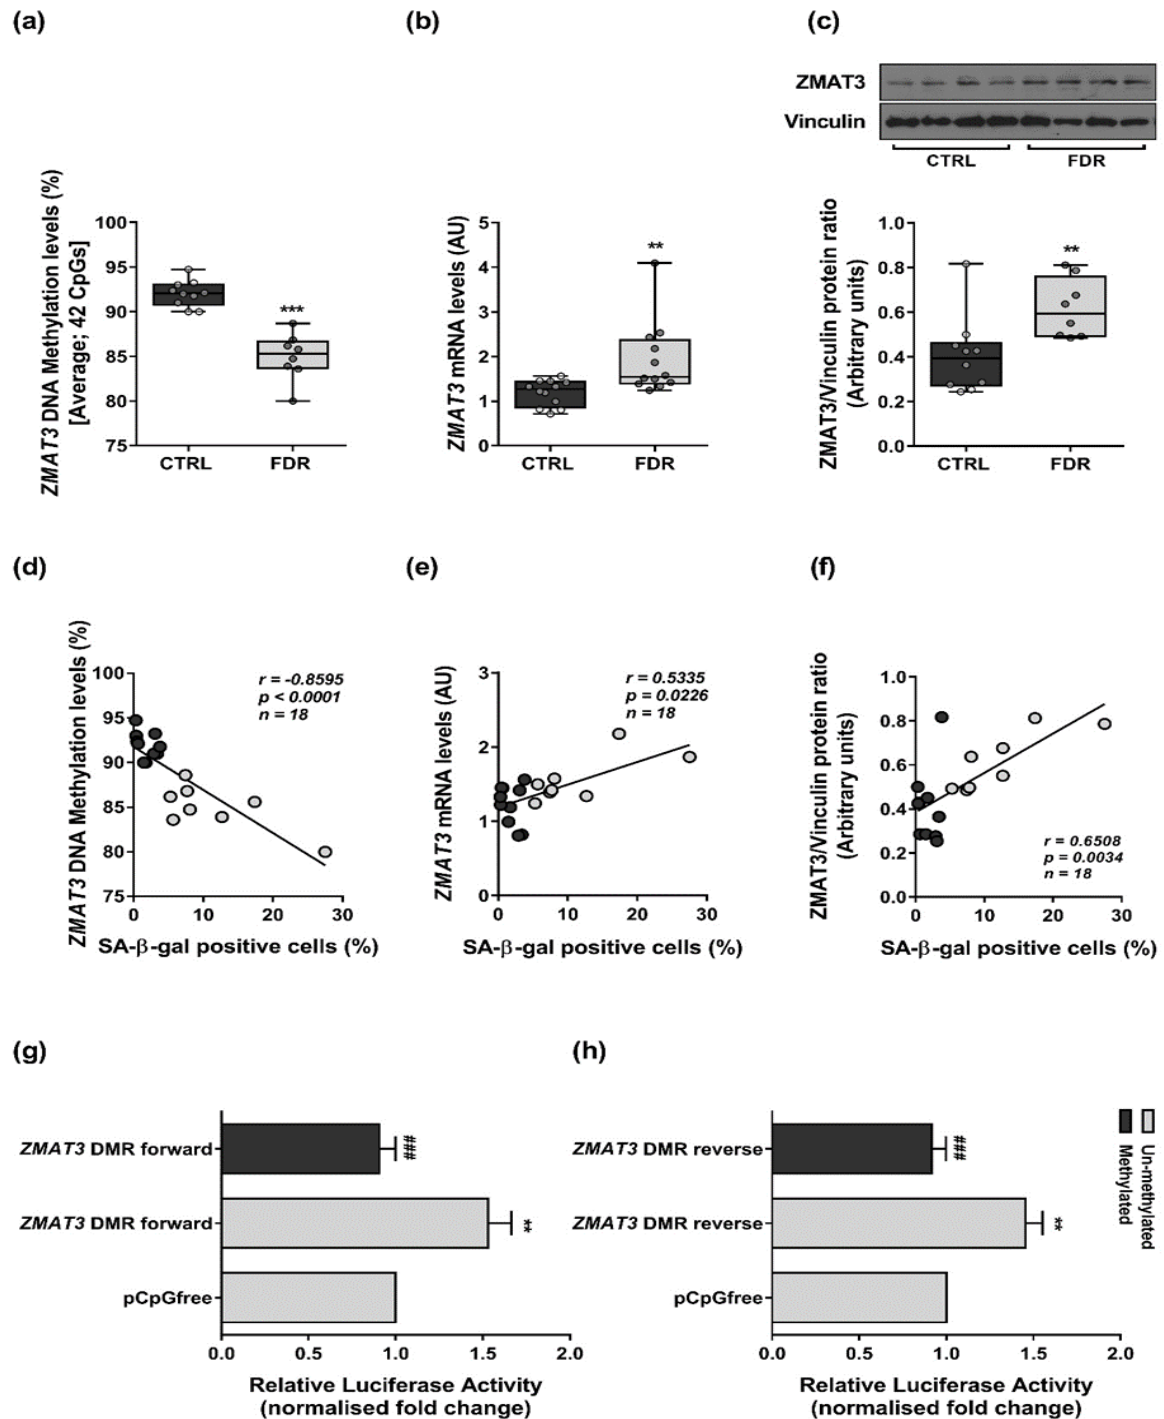 (a)
(b)
(c)
ZMAT3
Vinculin
CTRL
FDR
ZMAT3 DNA Methylation levels (%)
[Average; 42 CpGs]
100
95
90
85
80
75
***
CTRL
FDR
ZMAT3 mRNA levels (AU)
5
4
3
2
1
0
**
CTRL
FDR
ZMAT3/Vinculin protein ratio
(Arbitrary units)
1.0
0.8
0.6
0.4
0.2
0.0
**
CTRL
FDR
(d)
(e)
(f)
ZMAT3 DNA Methylation levels (%)
100
95
90
85
80
75
r = -0.8595
p < 0.0001
n = 18
0
10
20
30
SA-β-gal positive cells (%)
ZMAT3 mRNA levels (AU)
3
2
1
0
r = 0.5335
p = 0.0226
n = 18
0
10
20
30
SA-β-gal positive cells (%)
ZMAT3/Vinculin protein ratio
(Arbitrary units)
1.0
0.8
0.6
0.4
0.2
0.0
r = 0.6508
p = 0.0034
n = 18
0
10
20
30
SA-β-gal positive cells (%)
(g)
(h)
ZMAT3 DMR forward
###
ZMAT3 DMR forward
**
pCpGfree
0.0
0.5
1.0
1.5
2.0
Relative Luciferase Activity
(normalised fold change)
ZMAT3 DMR reverse
###
ZMAT3 DMR reverse
**
pCpGfree
0.0
0.5
1.0
1.5
2.0
Relative Luciferase Activity
(normalised fold change)
Un-methylated
Methylated